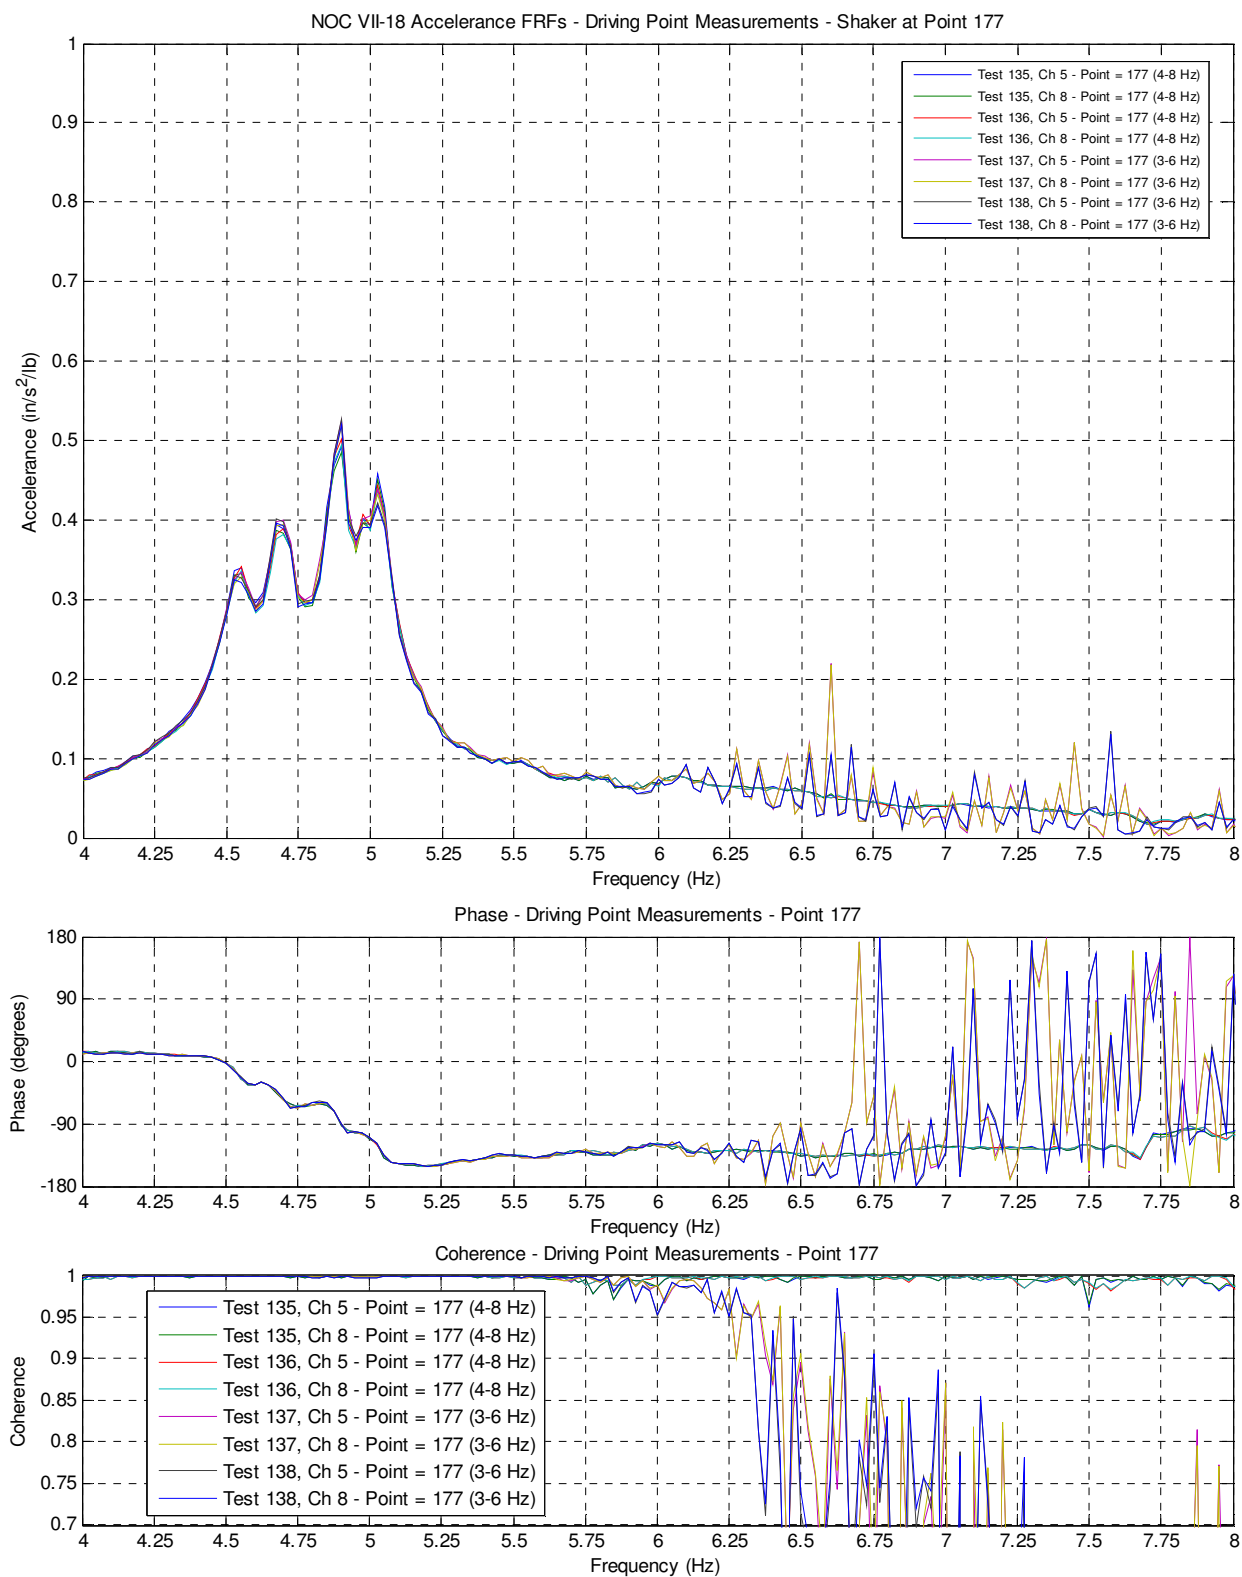 NOC VII-18 Accelerance FRFs - Driving Point Measurements - Shaker at Point 177
1
0.9
0.8
0.7
0.6
0.5
0.4
0.3
0.2
0.1
0
Accelerance (in/s²/lb)
Test 135, Ch 5 - Point = 177 (4-8 Hz)
Test 135, Ch 8 - Point = 177 (4-8 Hz)
Test 136, Ch 5 - Point = 177 (4-8 Hz)
Test 136, Ch 8 - Point = 177 (4-8 Hz)
Test 137, Ch 5 - Point = 177 (3-6 Hz)
Test 137, Ch 8 - Point = 177 (3-6 Hz)
Test 138, Ch 5 - Point = 177 (3-6 Hz)
Test 138, Ch 8 - Point = 177 (3-6 Hz)
4 4.25 4.5 4.75 5 5.25 5.5 5.75 6 6.25 6.5 6.75 7 7.25 7.5 7.75 8
Frequency (Hz)
Phase - Driving Point Measurements - Point 177
180
90
0
-90
-180
Phase (degrees)
4 4.25 4.5 4.75 5 5.25 5.5 5.75 6 6.25 6.5 6.75 7 7.25 7.5 7.75 8
Frequency (Hz)
Coherence - Driving Point Measurements - Point 177
1
0.95
0.9
0.85
0.8
0.75
0.7
Coherence
Test 135, Ch 5 - Point = 177 (4-8 Hz)
Test 135, Ch 8 - Point = 177 (4-8 Hz)
Test 136, Ch 5 - Point = 177 (4-8 Hz)
Test 136, Ch 8 - Point = 177 (4-8 Hz)
Test 137, Ch 5 - Point = 177 (3-6 Hz)
Test 137, Ch 8 - Point = 177 (3-6 Hz)
Test 138, Ch 5 - Point = 177 (3-6 Hz)
Test 138, Ch 8 - Point = 177 (3-6 Hz)
4 4.25 4.5 4.75 5 5.25 5.5 5.75 6 6.25 6.5 6.75 7 7.25 7.5 7.75 8
Frequency (Hz)